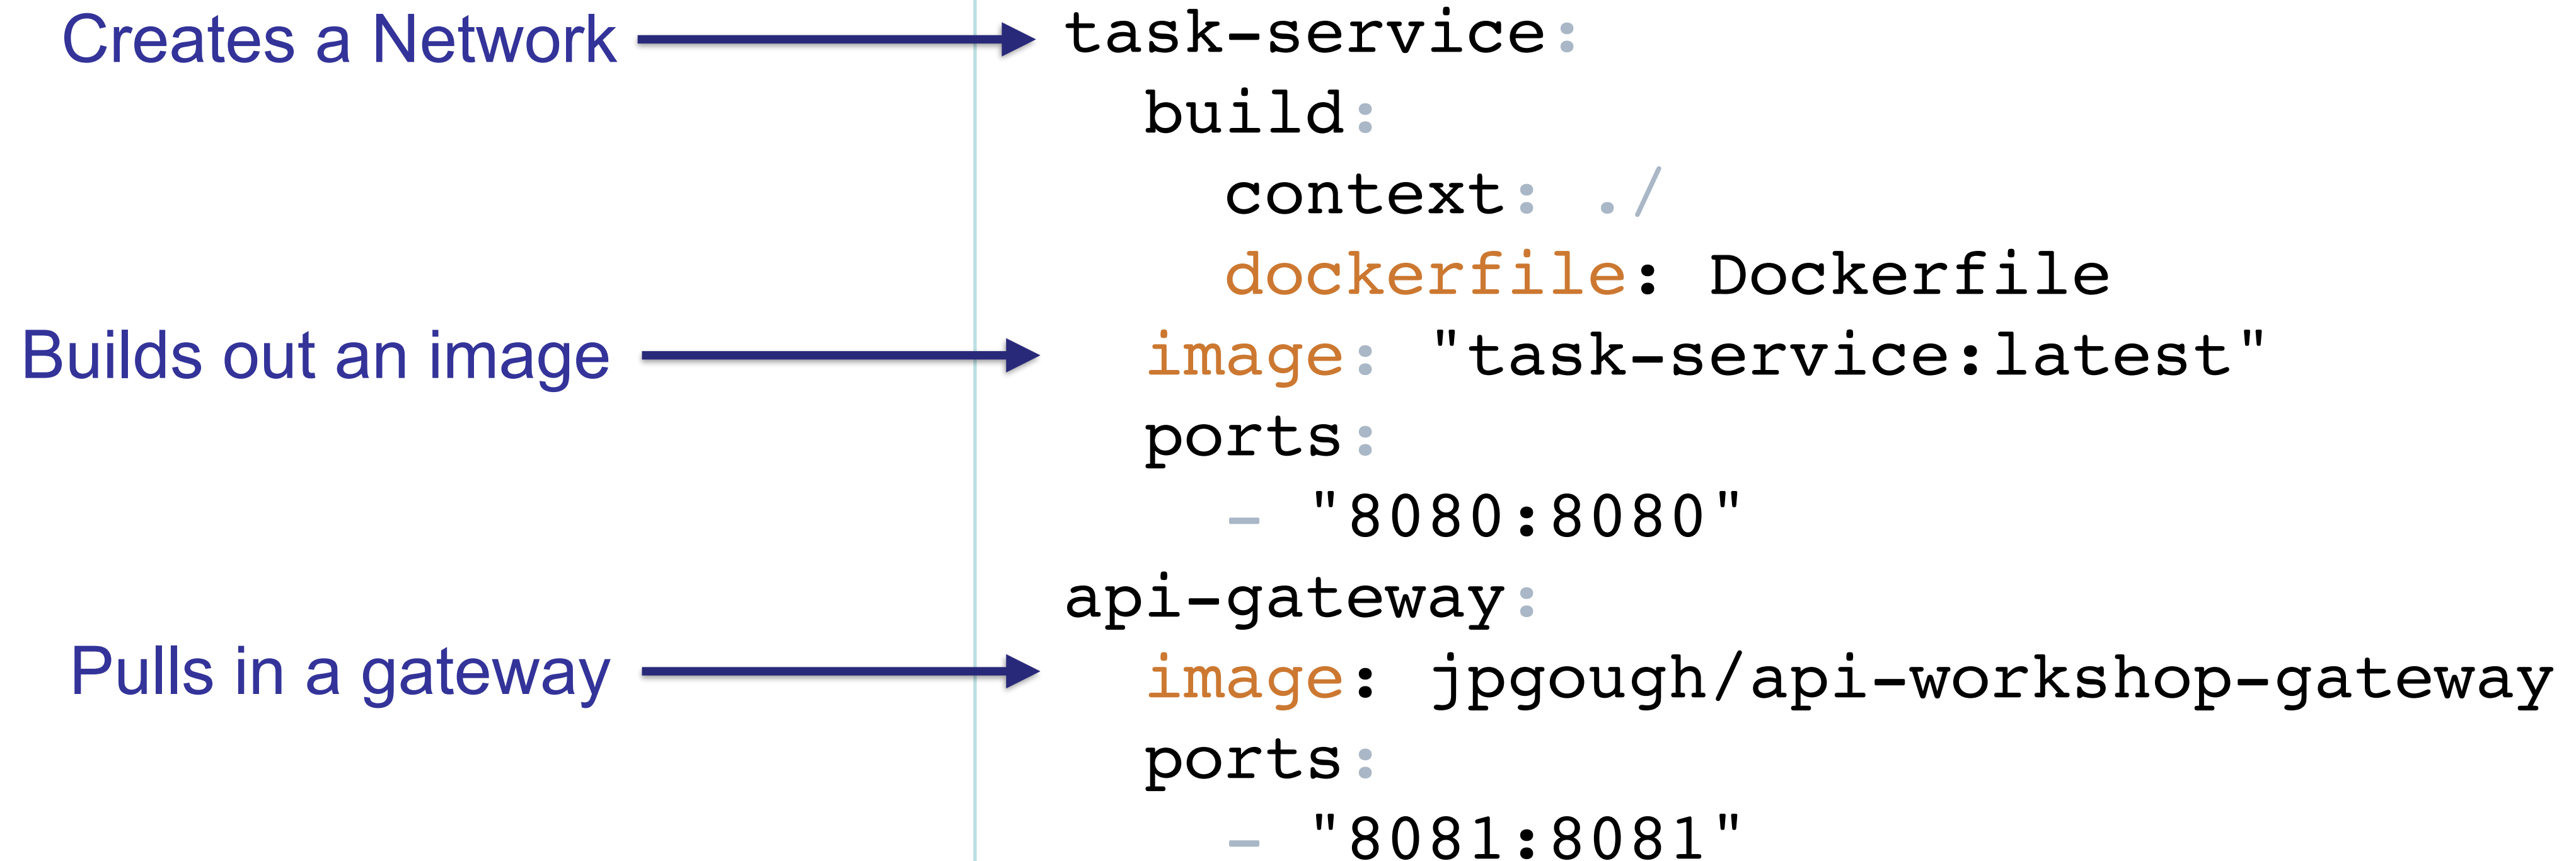 Creates a Network
task-service:
build:
context: ./
dockerfile: Dockerfile
Builds out an image
image: "task-service:latest"
ports:
- "8080:8080"
api-gateway:
Pulls in a gateway
image: jpgough/api-workshop-gateway
ports:
- "8081:8081"